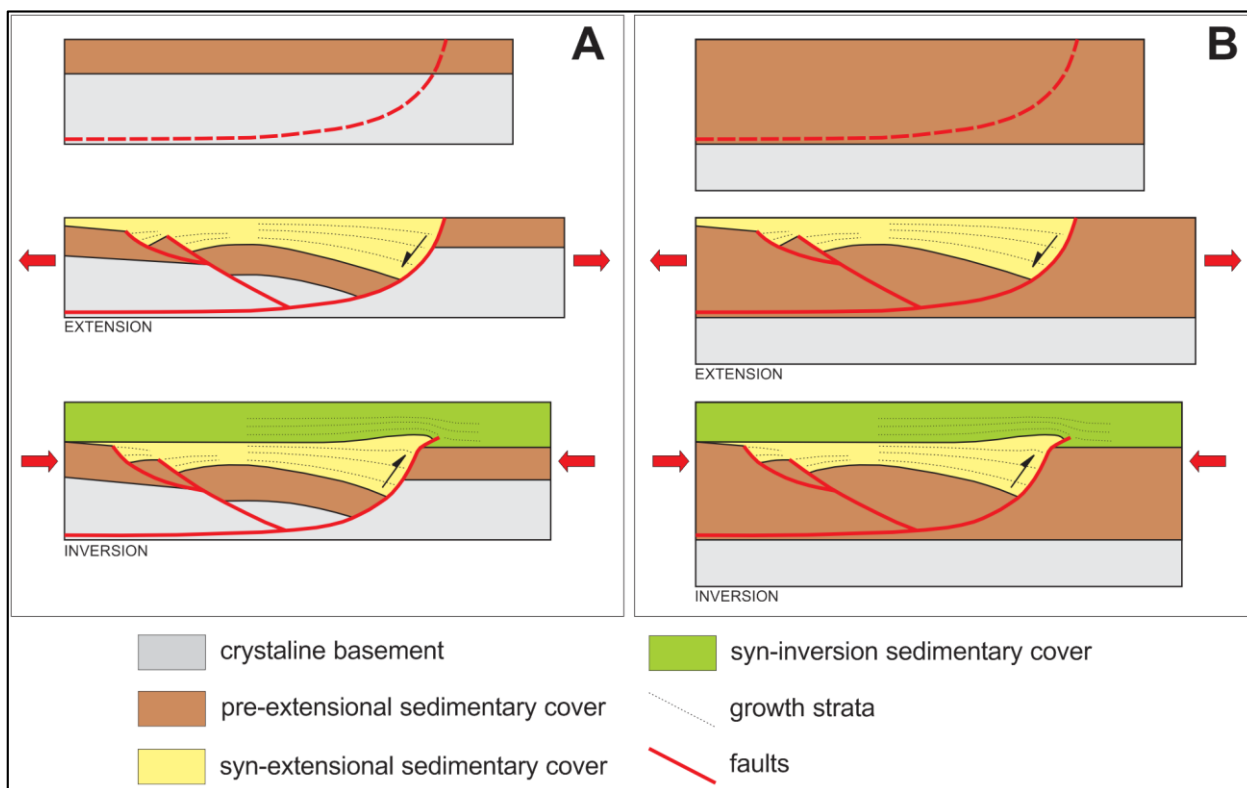 A
EXTENSION
INVERSION
B
EXTENSION
INVERSION
crystaline basement
pre-extensional sedimentary cover
syn-extensional sedimentary cover
syn-inversion sedimentary cover
growth strata
faults